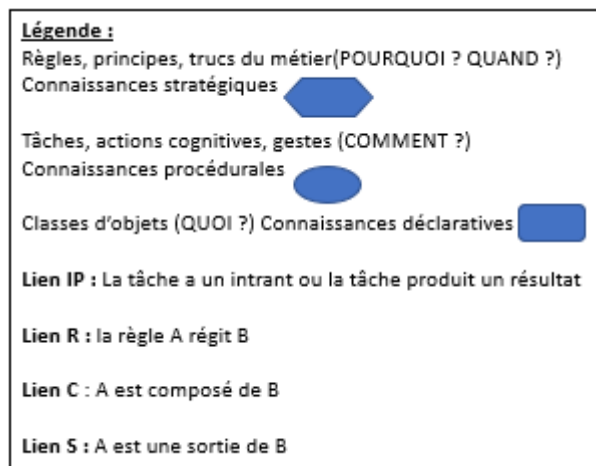 Légende :
Règles, principes, trucs du métier(POURQUOI ? QUAND ?)
Connaissances stratégiques
Tâches, actions cognitives, gestes (COMMENT ?)
Connaissances procédurales
Classes d'objets (QUOI ?) Connaissances déclaratives
Lien IP : La tâche a un intrant ou la tâche produit un résultat
Lien R : la règle A régit B
Lien C : A est composé de B
Lien S : A est une sortie de B